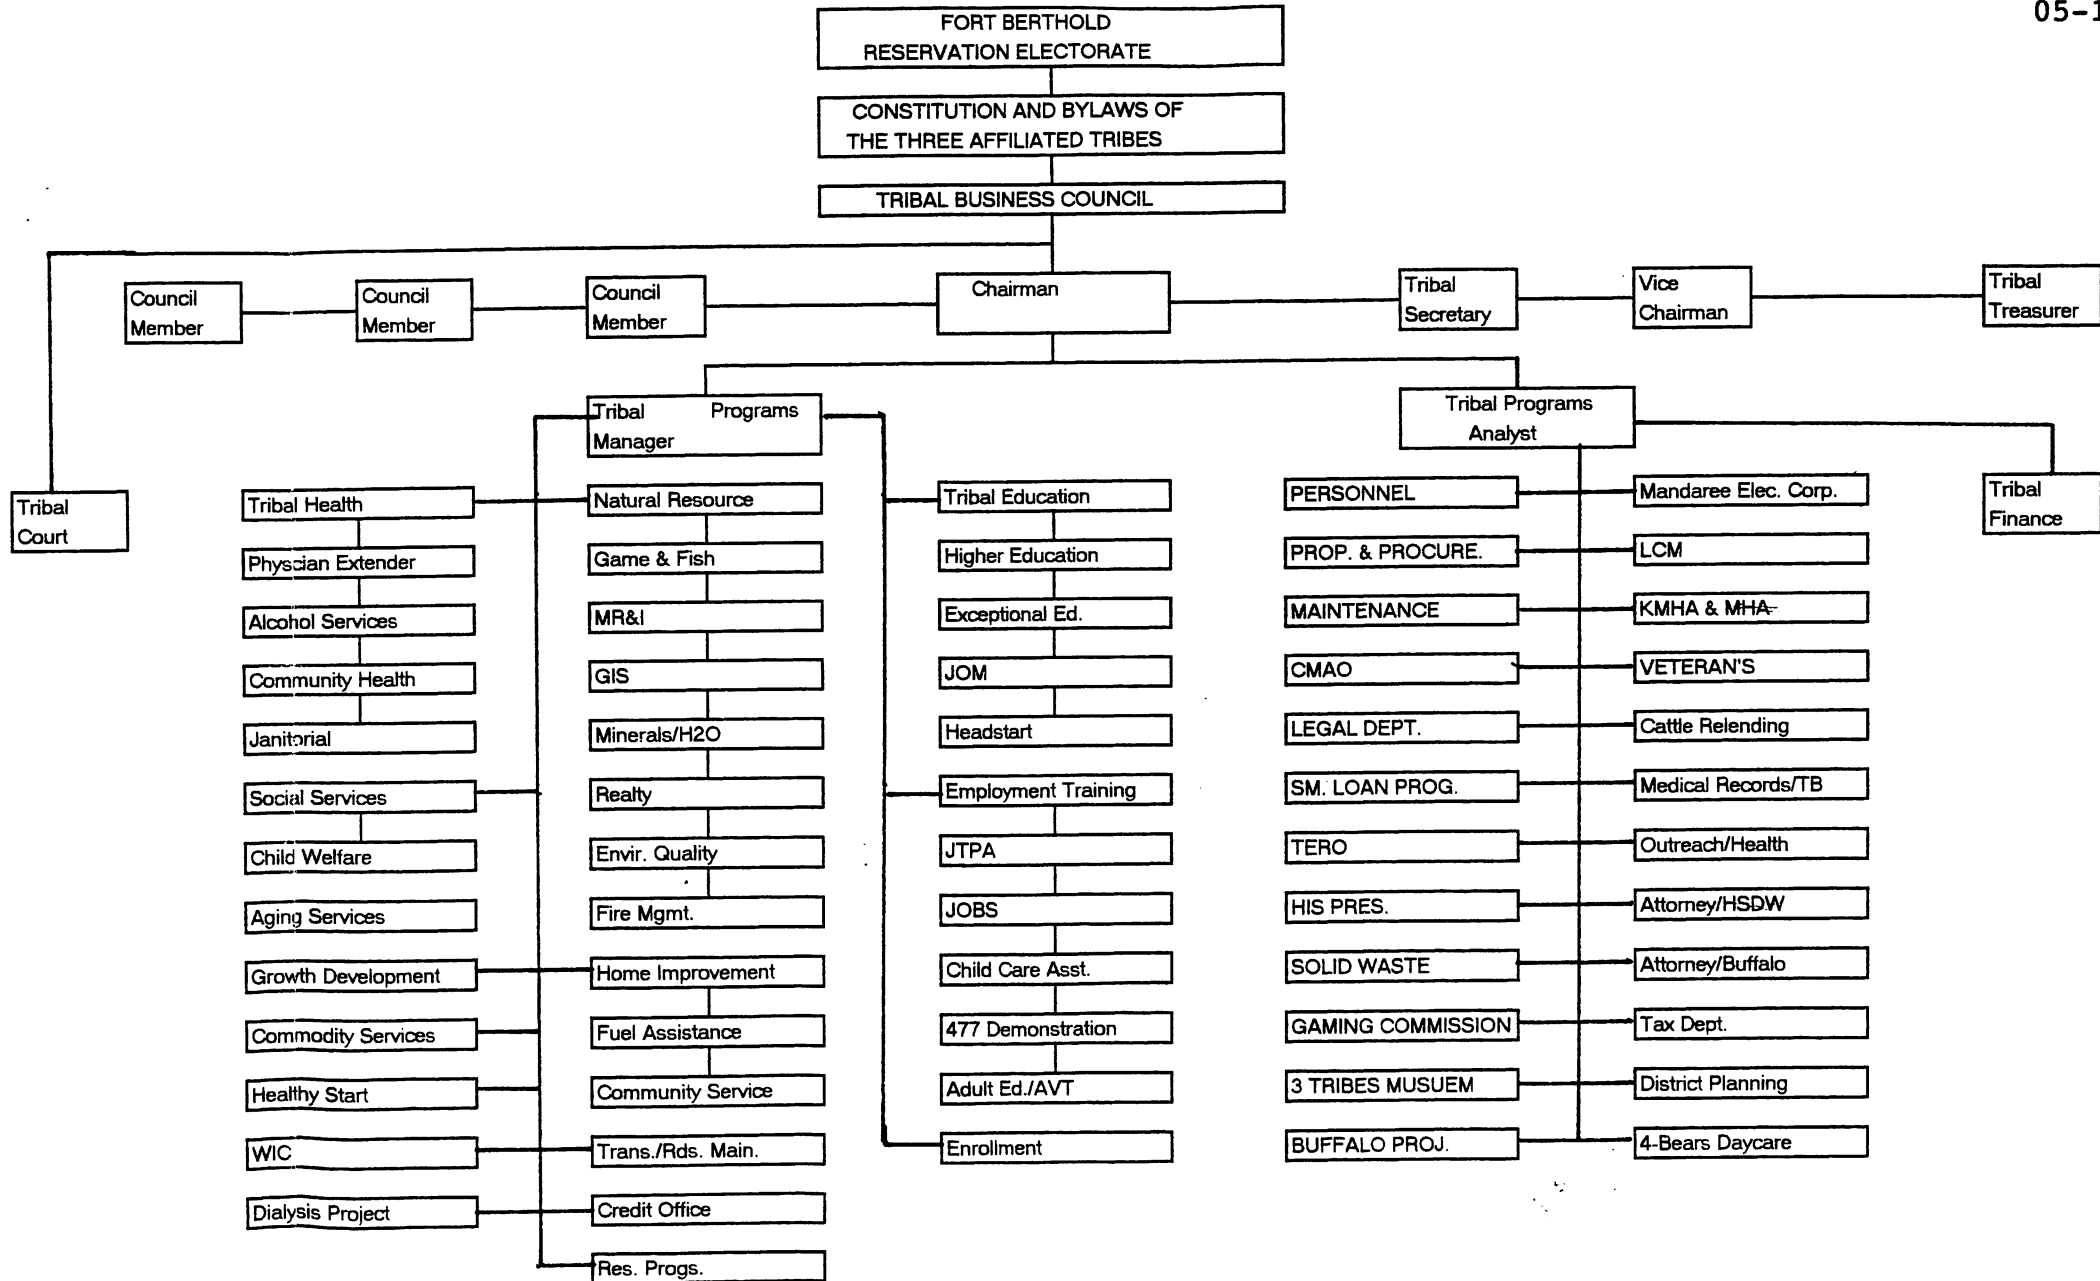 05-1
FORT BERTHOLD
RESERVATION ELECTORATE
CONSTITUTION AND BYLAWS OF
THE THREE AFFILIATED TRIBES
TRIBAL BUSINESS COUNCIL
Council
Member
Council
Member
Council
Member
Chairman
Tribal
Secretary
Vice
Chairman
Tribal
Treasurer
Tribal Programs
Manager
Tribal Programs
Analyst
Tribal
Court
Tribal
Finance
Tribal Health
Physcian Extender
Alcohol Services
Community Health
Janitorial
Social Services
Child Welfare
Aging Services
Growth Development
Commodity Services
Healthy Start
WIC
Dialysis Project
Natural Resource
Game & Fish
MR&I
GIS
Minerals/H2O
Realty
Envir. Quality
Fire Mgmt.
Home Improvement
Fuel Assistance
Community Service
Trans./Rds. Main.
Credit Office
Res. Progs.
Tribal Education
Higher Education
Exceptional Ed.
JOM
Headstart
Employment Training
JTPA
JOBS
Child Care Asst.
477 Demonstration
Adult Ed./AVT
Enrollment
PERSONNEL
PROP. & PROCURE.
MAINTENANCE
CMAO
LEGAL DEPT.
SM. LOAN PROG.
TERO
HIS PRES.
SOLID WASTE
GAMING COMMISSION
3 TRIBES MUSUEM
BUFFALO PROJ.
Mandaree Elec. Corp.
LCM
KMHA & MHA
VETERAN'S
Cattle Relending
Medical Records/TB
Outreach/Health
Attorney/HSDW
Attorney/Buffalo
Tax Dept.
District Planning
4-Bears Daycare